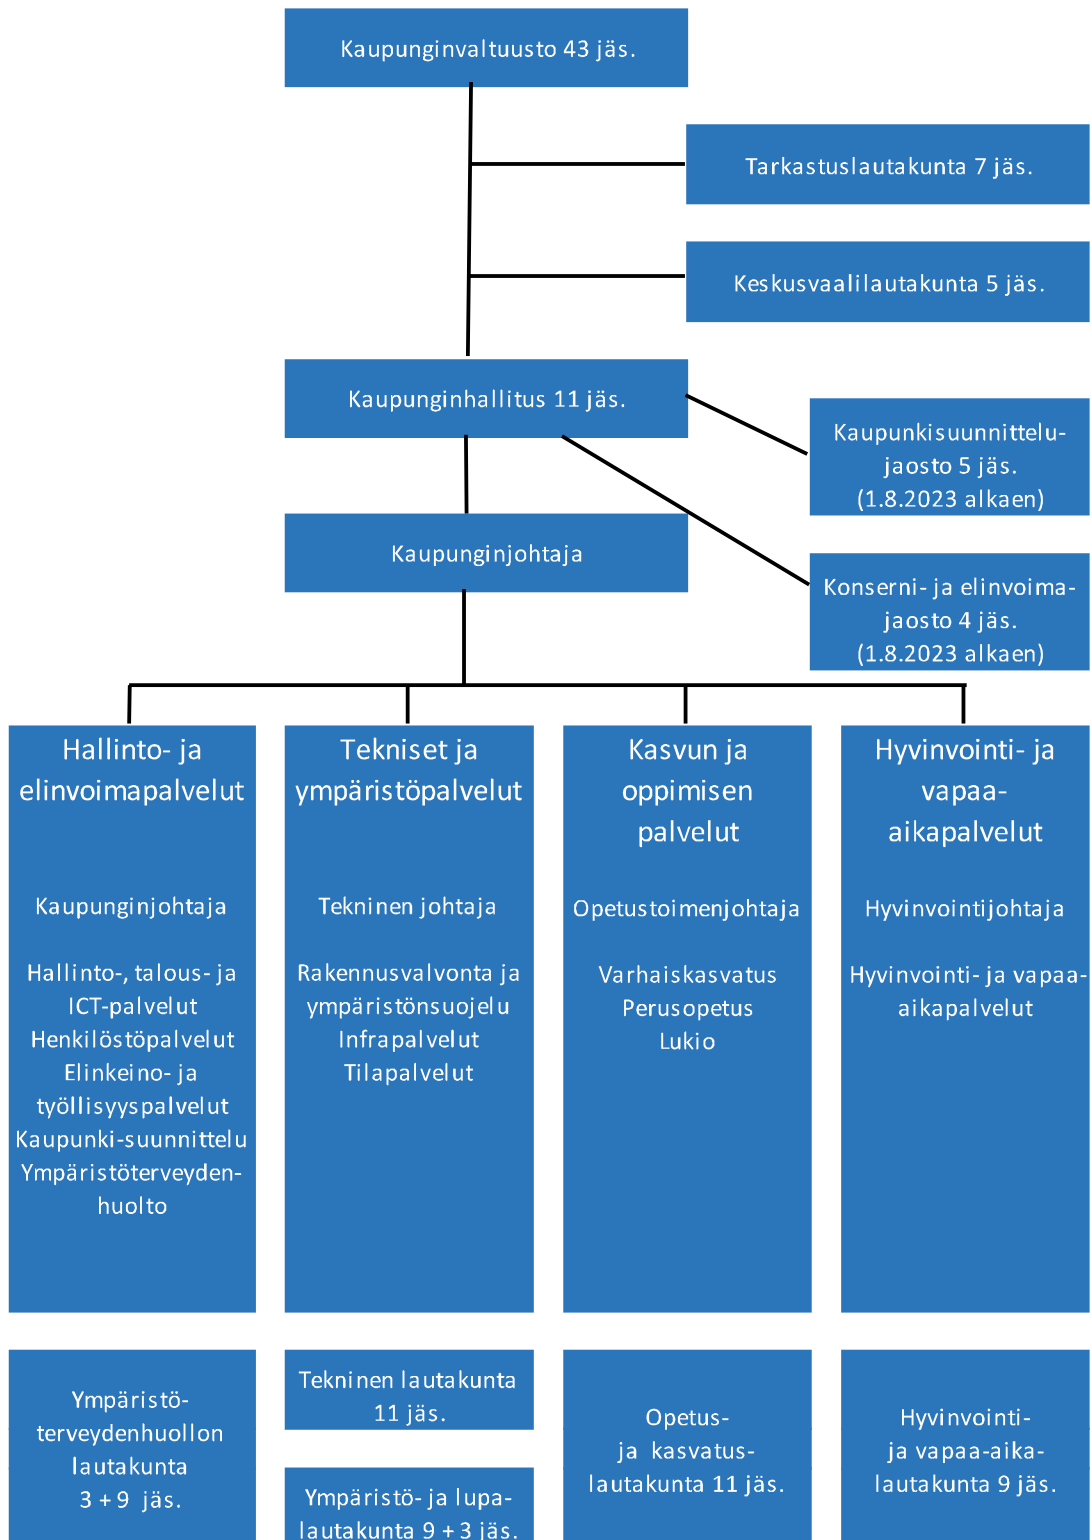 Kaupunginvaltuusto 43 jäs.
Tarkastuslautakunta 7 jäs.
Keskusvaalilautakunta 5 jäs.
Kaupunginhallitus 11 jäs.
Kaupunkisuunnittelu-
jaosto 5 jäs.
(1.8.2023 alkaen)
Kaupunginjohtaja
Konserni- ja elinvoima-
jaosto 4 jäs.
(1.8.2023 alkaen)
Hallinto- ja
elinvoimapalvelut
Kaupunginjohtaja
Hallinto-, talous- ja
ICT-palvelut
Henkilöstöpalvelut
Elinkeino- ja
työllisyyspalvelut
Kaupunki-suunnittelu
Ympäristöterveyden-
huolto
Tekniset ja
ympäristöpalvelut
Tekninen johtaja
Rakennusvalvonta ja
ympäristönsuojelu
Infrapalvelut
Tilapalvelut
Kasvun ja
oppimisen
palvelut
Opetustoimenjohtaja
Varhaiskasvatus
Perusopetus
Lukio
Hyvinvointi- ja
vapaa-
aikapalvelut
Hyvinvointijohtaja
Hyvinvointi- ja vapaa-
aikapalvelut
Ympäristö-
terveydenhuollon
lautakunta
3 + 9 jäs.
Tekninen lautakunta
11 jäs.
Ympäristö- ja lupa-
lautakunta 9 + 3 jäs.
Opetus-
ja kasvatus-
lautakunta 11 jäs.
Hyvinvointi-
ja vapaa-aika-
lautakunta 9 jäs.